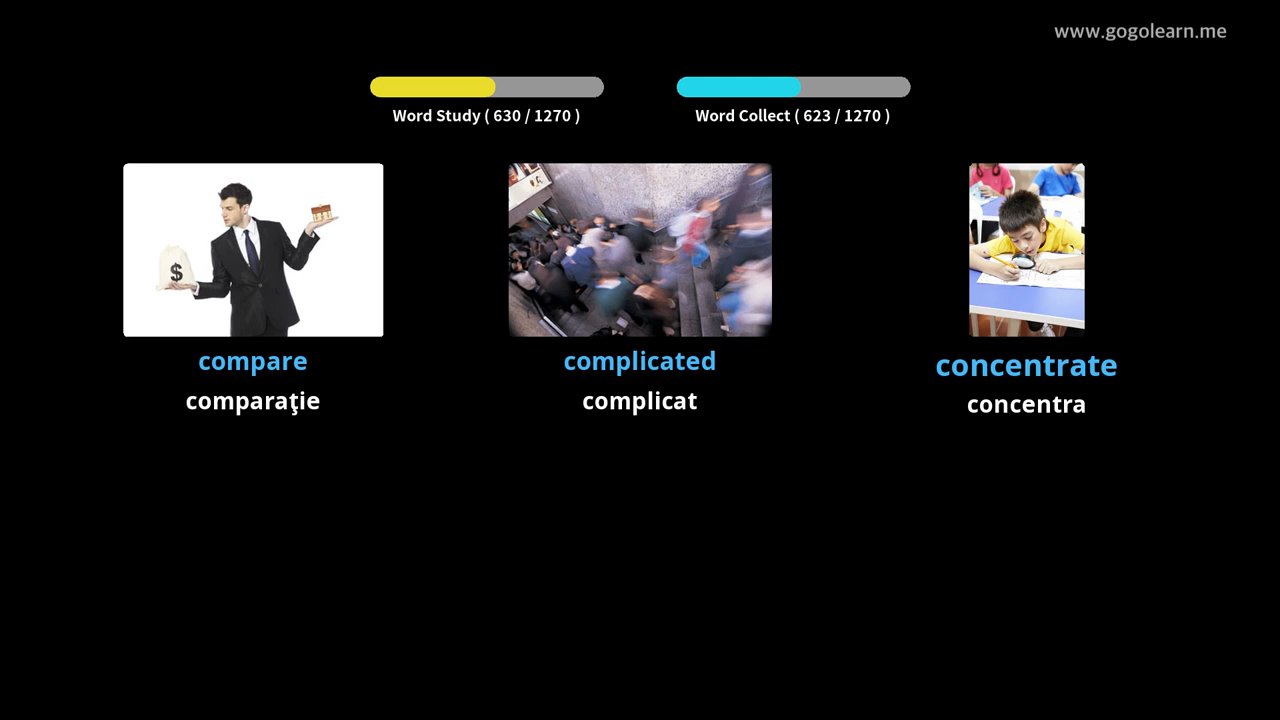 www.gogolearn.me
Word Study ( 630 / 1270 )
Word Collect ( 623 / 1270 )
$
compare
complicated
concentrate
comparaţie
complicat
concentra